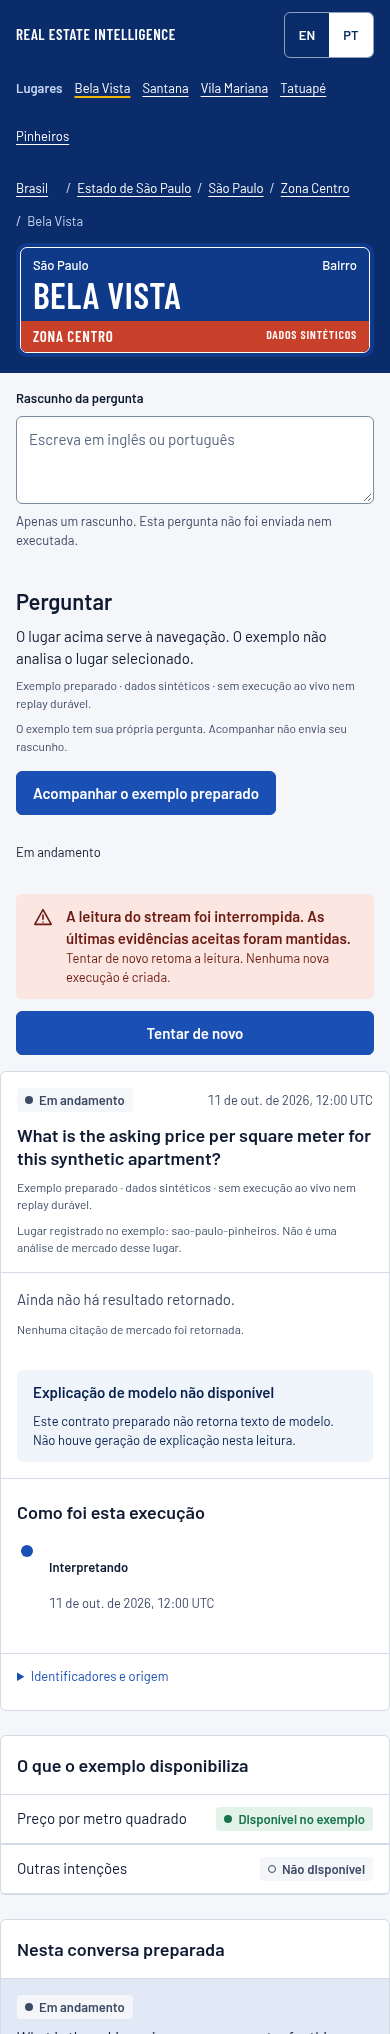 REAL ESTATE INTELLIGENCE
EN PT
Lugares Bela Vista Santana Vila Mariana Tatuapé
Pinheiros
Brasil / Estado de São Paulo / São Paulo / Zona Centro
/ Bela Vista
São Paulo Bairro
BELA VISTA
ZONA CENTRO DADOS SINTÉTICOS
Rascunho da pergunta
Escreva em inglês ou português
Apenas um rascunho. Esta pergunta não foi enviada nem
executada.
Perguntar
O lugar acima serve à navegação. O exemplo não
analisa o lugar selecionado.
Exemplo preparado · dados sintéticos · sem execução ao vivo nem
replay durável.
O exemplo tem sua própria pergunta. Acompanhar não envia seu
rascunho.
Acompanhar o exemplo preparado
Em andamento
A leitura do stream foi interrompida. As
últimas evidências aceitas foram mantidas.
Tentar de novo retoma a leitura. Nenhuma nova
execução é criada.
Tentar de novo
Em andamento 11 de out. de 2026, 12:00 UTC
What is the asking price per square meter for
this synthetic apartment?
Exemplo preparado · dados sintéticos · sem execução ao vivo nem
replay durável.
Lugar registrado no exemplo: sao-paulo-pinheiros. Não é uma
análise de mercado desse lugar.
Ainda não há resultado retornado.
Nenhuma citação de mercado foi retornada.
Explicação de modelo não disponível
Este contrato preparado não retorna texto de modelo.
Não houve geração de explicação nesta leitura.
Como foi esta execução
Interpretando
11 de out. de 2026, 12:00 UTC
Identificadores e origem
O que o exemplo disponibiliza
Preço por metro quadrado Disponível no exemplo
Outras intenções Não disponível
Nesta conversa preparada
Em andamento